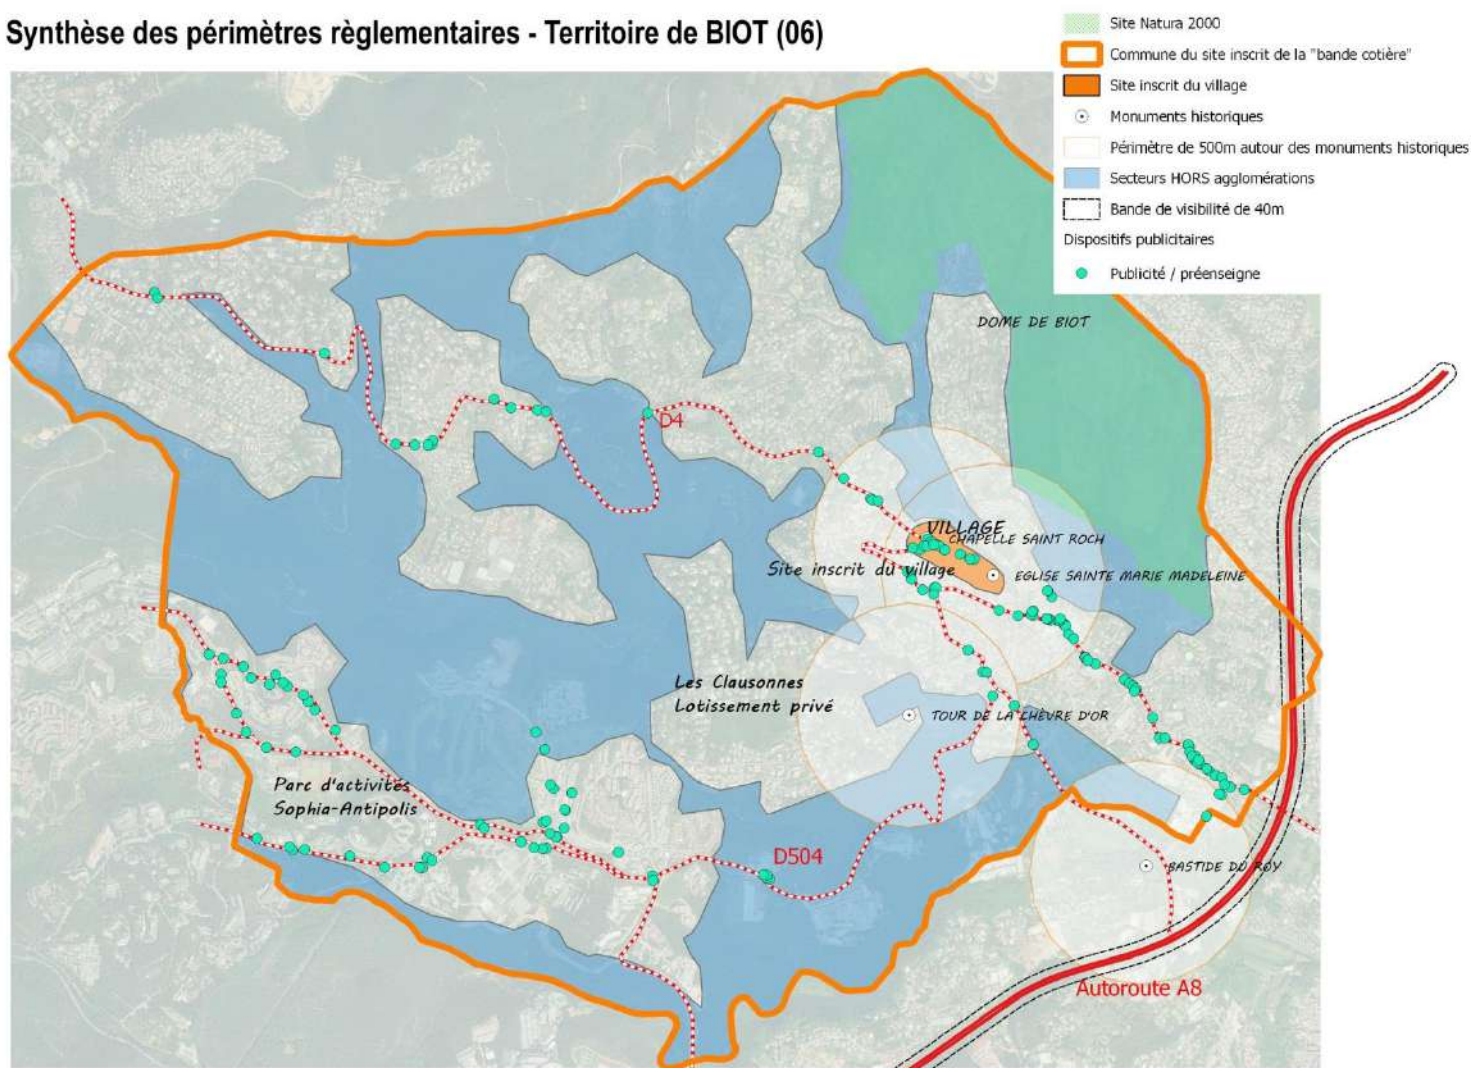 Synthèse des périmètres règlementaires - Territoire de BIOT (06)
Site Natura 2000
Commune du site inscrit de la "bande cotière"
Site inscrit du village
Monuments historiques
Périmètre de 500m autour des monuments historiques
Secteurs HORS agglomérations
Bande de visibilité de 40m
Dispositifs publicitaires
Publicité / préenseigne
DOME DE BIOT
D4
VILLAGE
CHAPELLE SAINT ROCH
Site inscrit du village
EGLISE SAINTE MARIE MADELEINE
Les Clausonnes
Lotissement privé
TOUR DE LA CHÈVRE D'OR
Parc d'activités
Sophia-Antipolis
D504
BASTIDE DU ROY
Autoroute A8